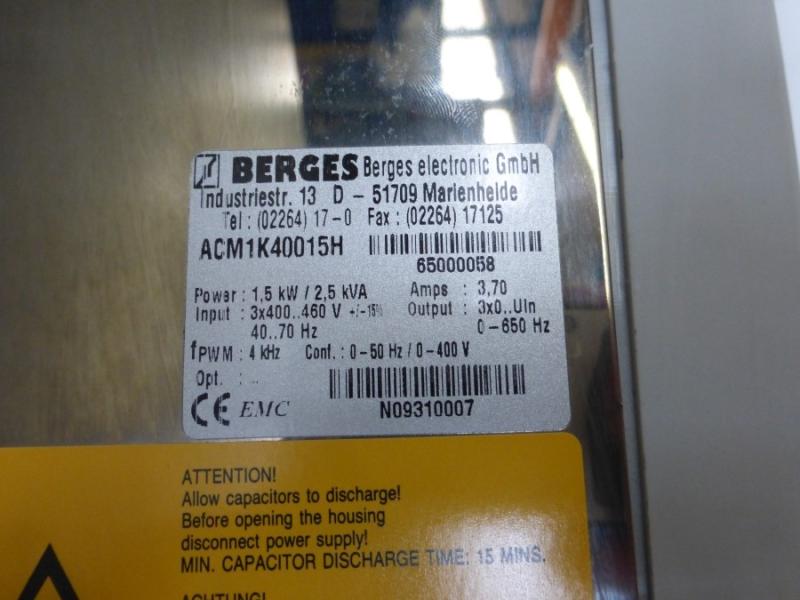 BERGES Berges electronic GmbH
Industriestr. 13 D - 51709 Marienheide
Tel : (02264) 17-0 Fax : (02264) 17125
ACM1K40015H
65000058
Power : 1,5 kW / 2,5 kVA Amps : 3,70
Input : 3x400..460 V +/-15% Output : 3x0..UIn
40..70 Hz 0-650 Hz
fPWM : 4 kHz Conf. : 0-50 Hz / 0-400 V
Opt. : ..
CE EMC N09310007
ATTENTION!
Allow capacitors to discharge!
Before opening the housing
disconnect power supply!
MIN. CAPACITOR DISCHARGE TIME: 15 MINS.
ACHTUNG!